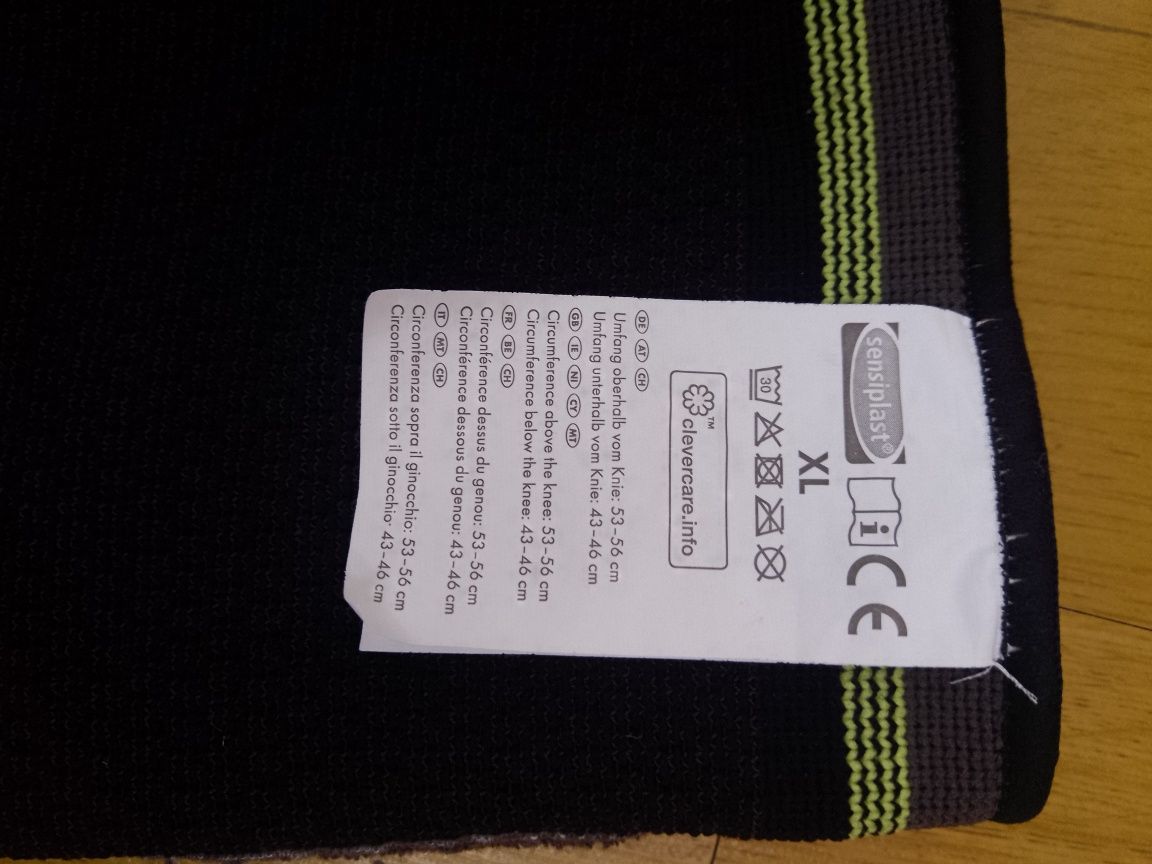 sensiplast®
i CE
XL
30
™
clevercare.info
DE AT CH
Umfang oberhalb vom Knie: 53–56 cm
Umfang unterhalb vom Knie: 43–46 cm
GB IE NI CY MT
Circumference above the knee: 53–56 cm
Circumference below the knee: 43–46 cm
FR BE CH
Circonférence dessus du genou: 53–56 cm
Circonférence dessous du genou: 43–46 cm
IT MT CH
Circonferenza sopra il ginocchio: 53–56 cm
Circonferenza sotto il ginocchio: 43–46 cm